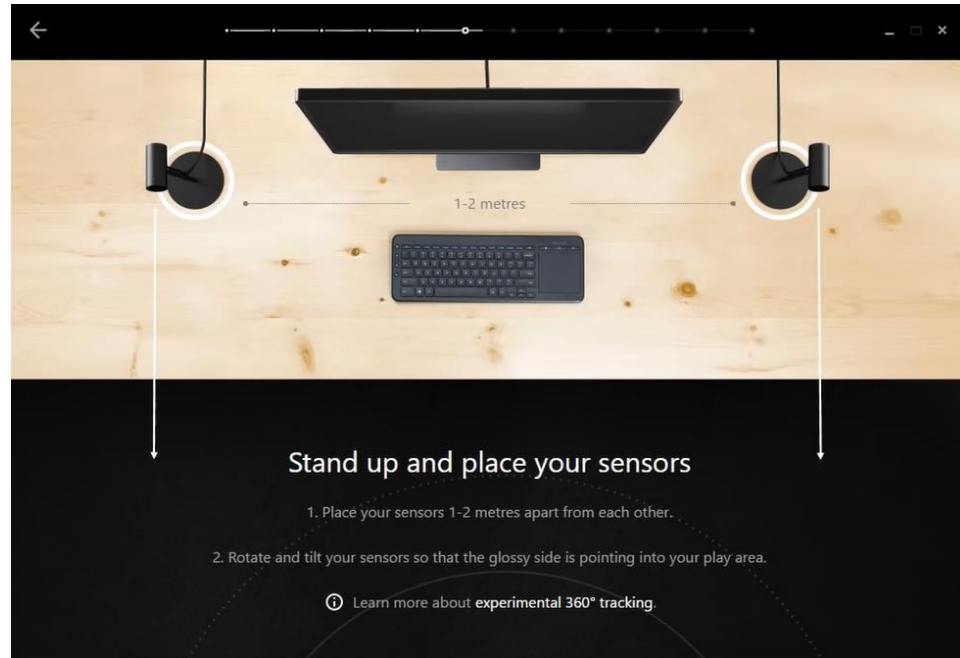 1-2 metres
Stand up and place your sensors
1. Place your sensors 1-2 metres apart from each other.
2. Rotate and tilt your sensors so that the glossy side is pointing into your play area.
Learn more about experimental 360° tracking.